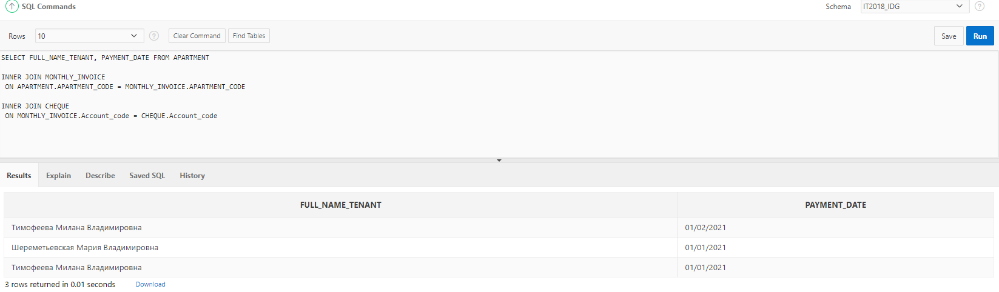 SQL Commands Schema IT2018_IDG
Rows 10 Clear Command Find Tables Save Run
SELECT FULL_NAME_TENANT, PAYMENT_DATE FROM APARTMENT
INNER JOIN MONTHLY_INVOICE
ON APARTMENT.APARTMENT_CODE = MONTHLY_INVOICE.APARTMENT_CODE
INNER JOIN CHEQUE
ON MONTHLY_INVOICE.Account_code = CHEQUE.Account_code
Results Explain Describe Saved SQL History
FULL_NAME_TENANT PAYMENT_DATE
Тимофеева Милана Владимировна 01/02/2021
Шереметьевская Мария Владимировна 01/01/2021
Тимофеева Милана Владимировна 01/01/2021
3 rows returned in 0.01 seconds Download